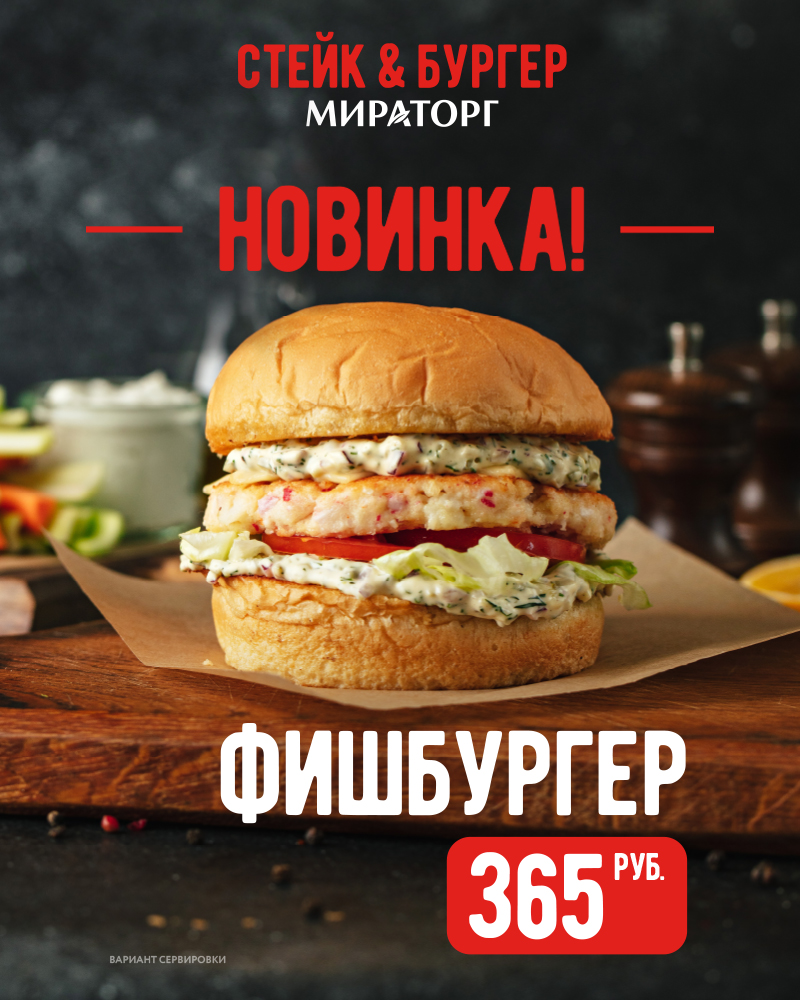 СТЕЙК & БУРГЕР
МИРАТОРГ
НОВИНКА!
ФИШБУРГЕР
365 РУБ.
ВАРИАНТ СЕРВИРОВКИ